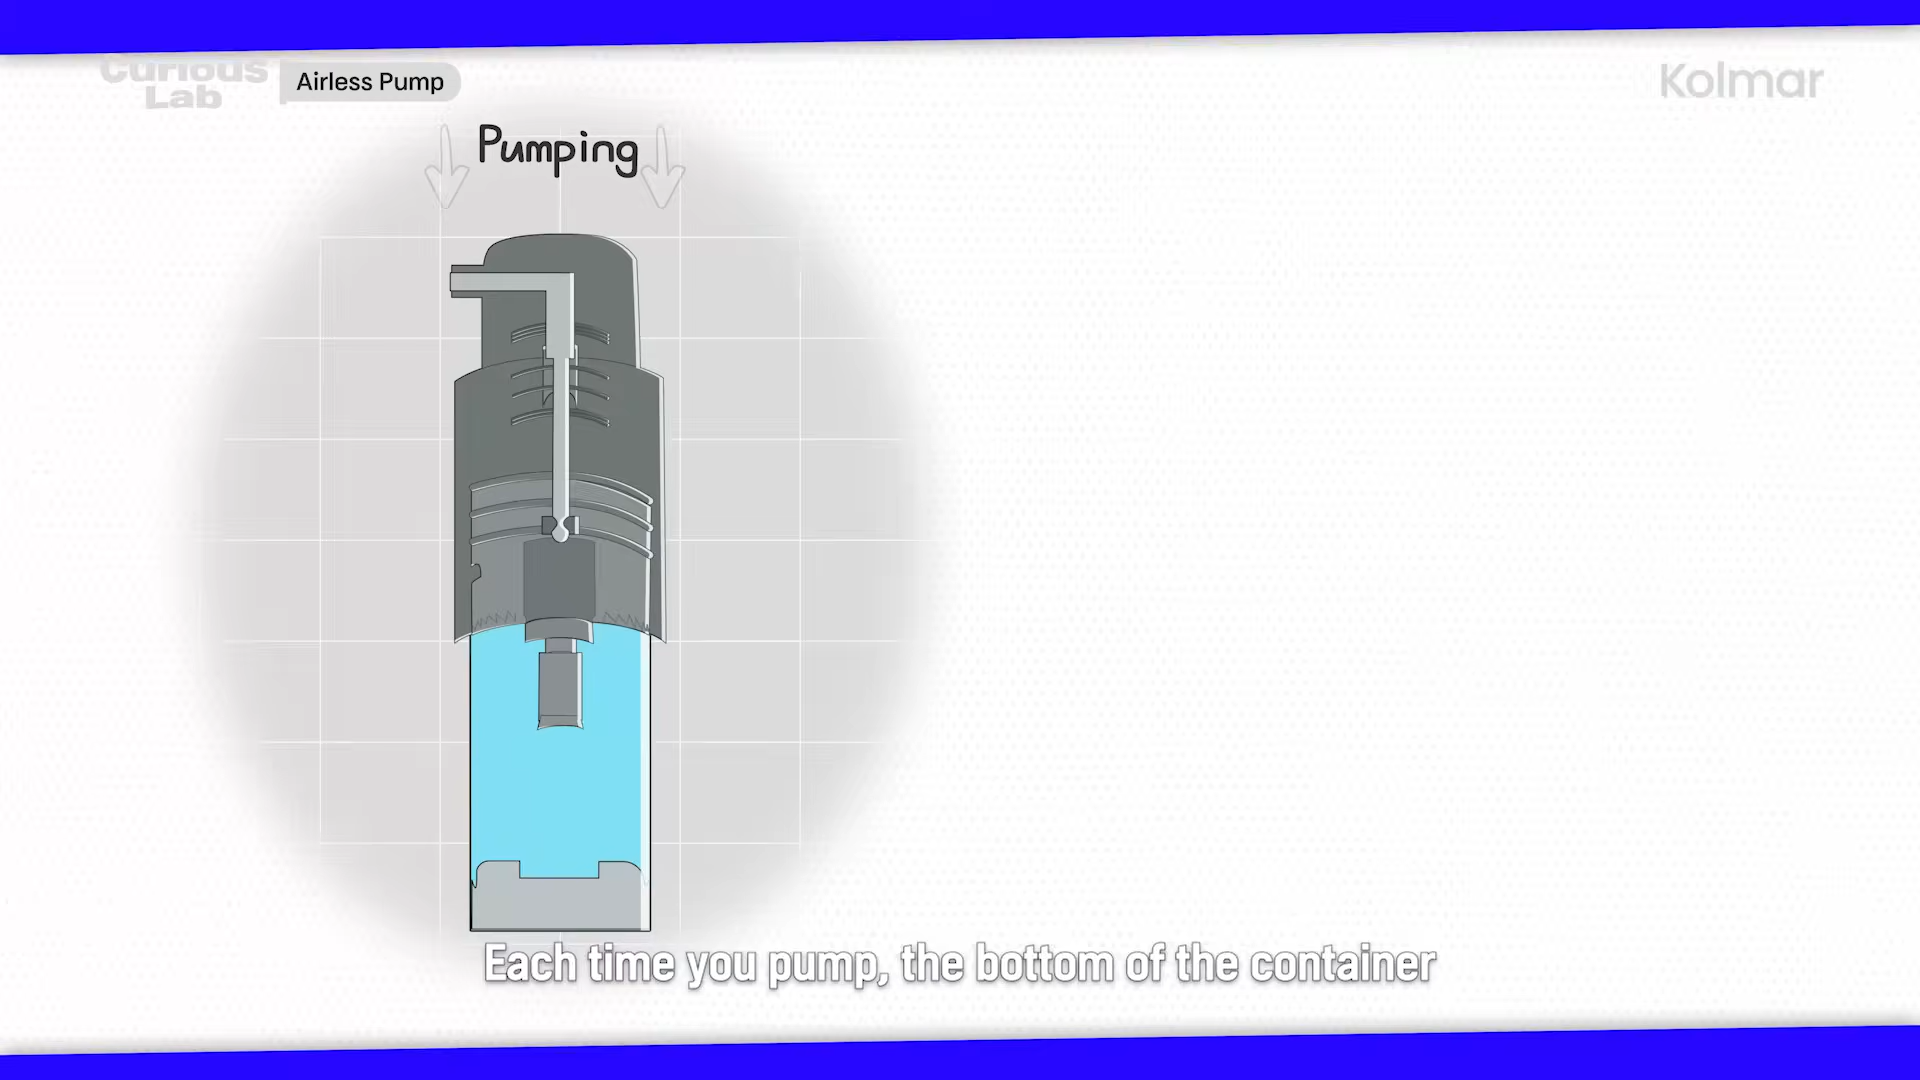 Curious
Lab
Airless Pump
Kolmar
Pumping
Each time you pump, the bottom of the container